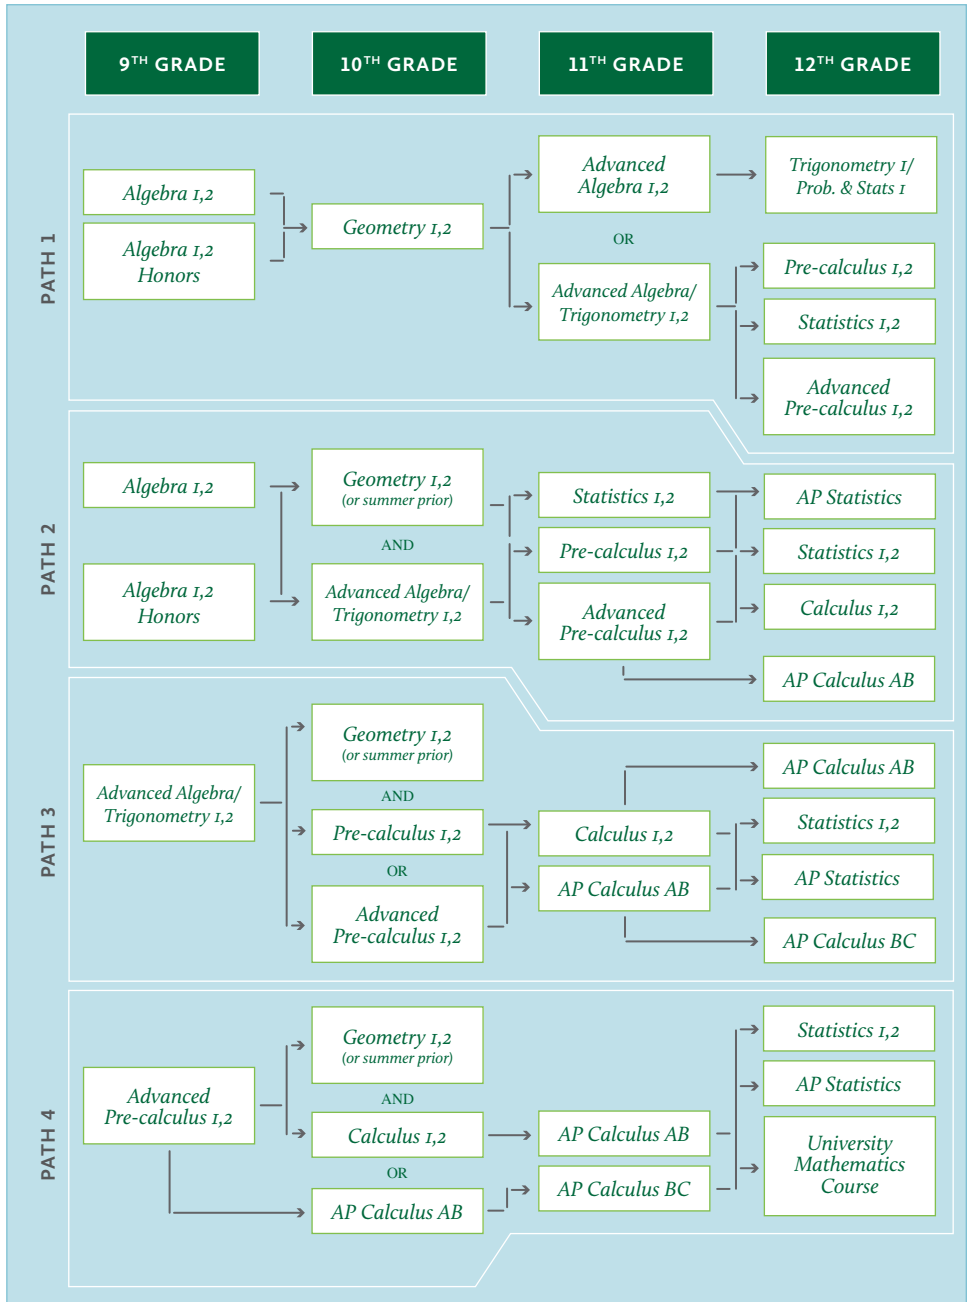 9TH GRADE
10TH GRADE
11TH GRADE
12TH GRADE
PATH 1
Algebra 1,2
Algebra 1,2
Honors
Geometry 1,2
Advanced
Algebra 1,2
OR
Advanced Algebra/
Trigonometry 1,2
Trigonometry 1/
Prob. & Stats 1
Pre-calculus 1,2
Statistics 1,2
Advanced
Pre-calculus 1,2
PATH 2
Algebra 1,2
Algebra 1,2
Honors
Geometry 1,2
(or summer prior)
AND
Advanced Algebra/
Trigonometry 1,2
Statistics 1,2
Pre-calculus 1,2
Advanced
Pre-calculus 1,2
AP Statistics
Statistics 1,2
Calculus 1,2
AP Calculus AB
PATH 3
Advanced Algebra/
Trigonometry 1,2
Geometry 1,2
(or summer prior)
AND
Pre-calculus 1,2
OR
Advanced
Pre-calculus 1,2
Calculus 1,2
AP Calculus AB
AP Calculus AB
Statistics 1,2
AP Statistics
AP Calculus BC
PATH 4
Advanced
Pre-calculus 1,2
Geometry 1,2
(or summer prior)
AND
Calculus 1,2
OR
AP Calculus AB
AP Calculus AB
AP Calculus BC
Statistics 1,2
AP Statistics
University
Mathematics
Course